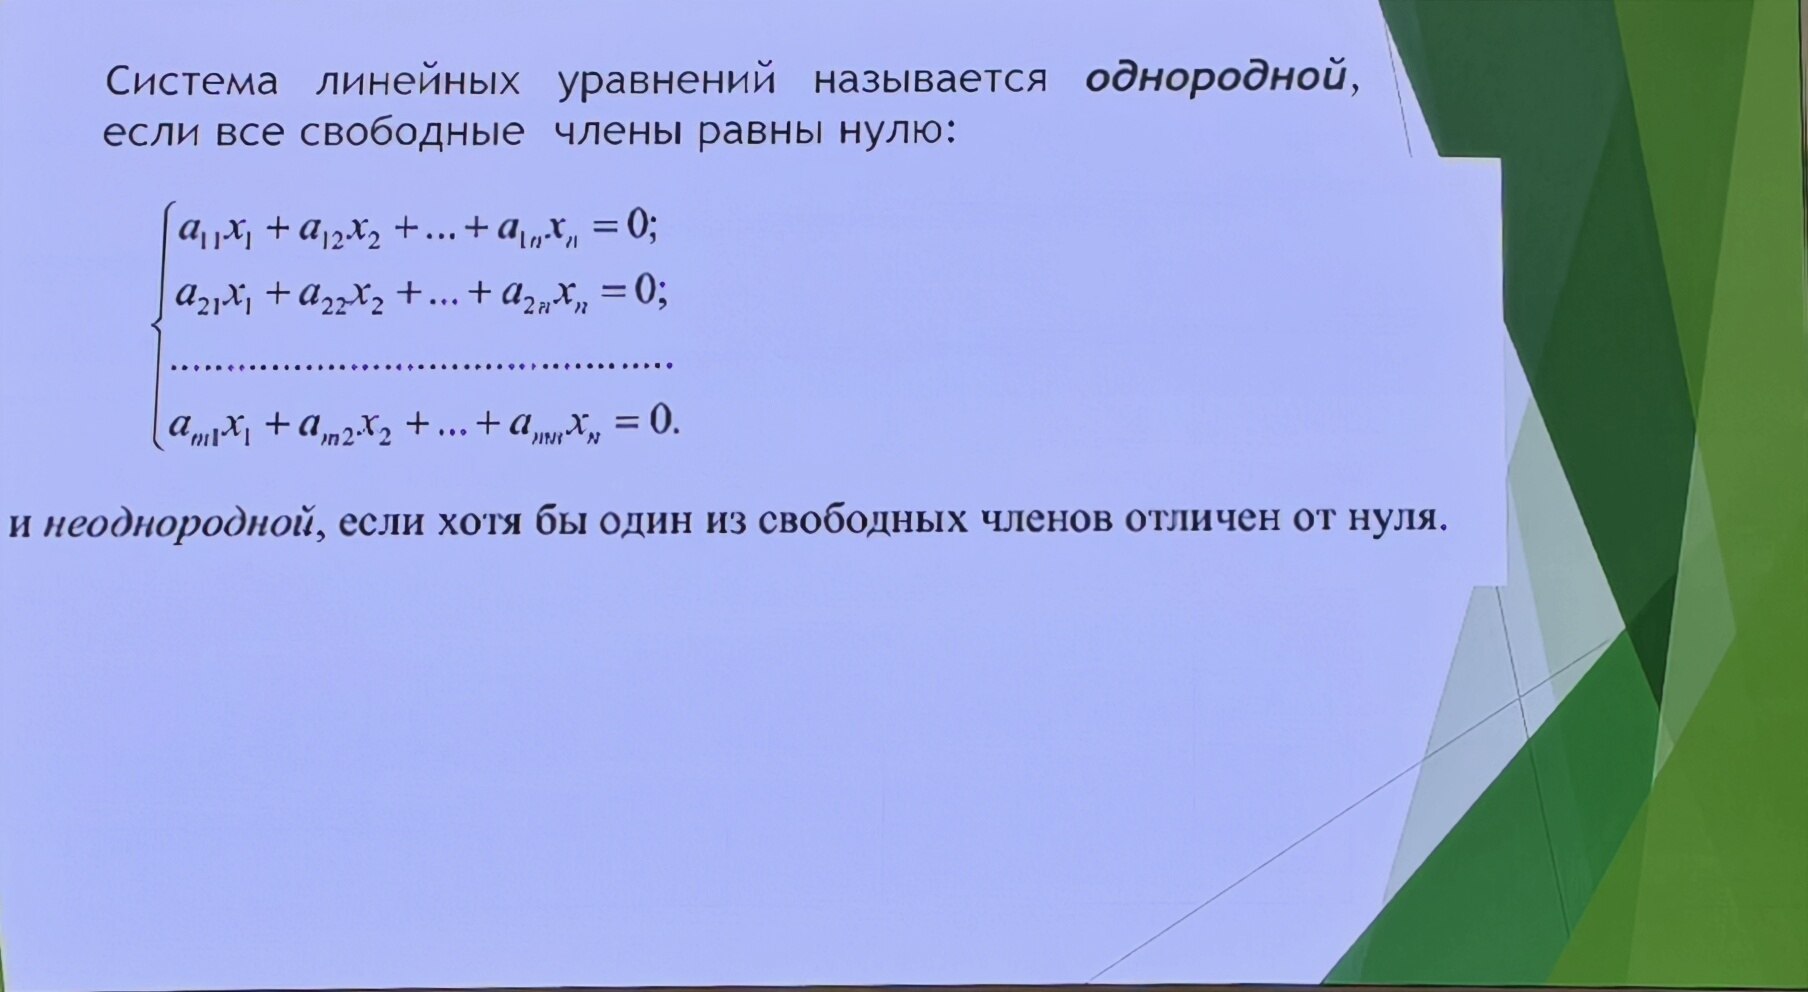 Система линейных уравнений называется однородной,
если все свободные члены равны нулю:
a₁₁x₁ + a₁₂x₂ + ... + a₁ₙxₙ = 0;
a₂₁x₁ + a₂₂x₂ + ... + a₂ₙxₙ = 0;
................................................
aₘ₁x₁ + aₘ₂x₂ + ... + aₘₙxₙ = 0.
и неоднородной, если хотя бы один из свободных членов отличен от нуля.